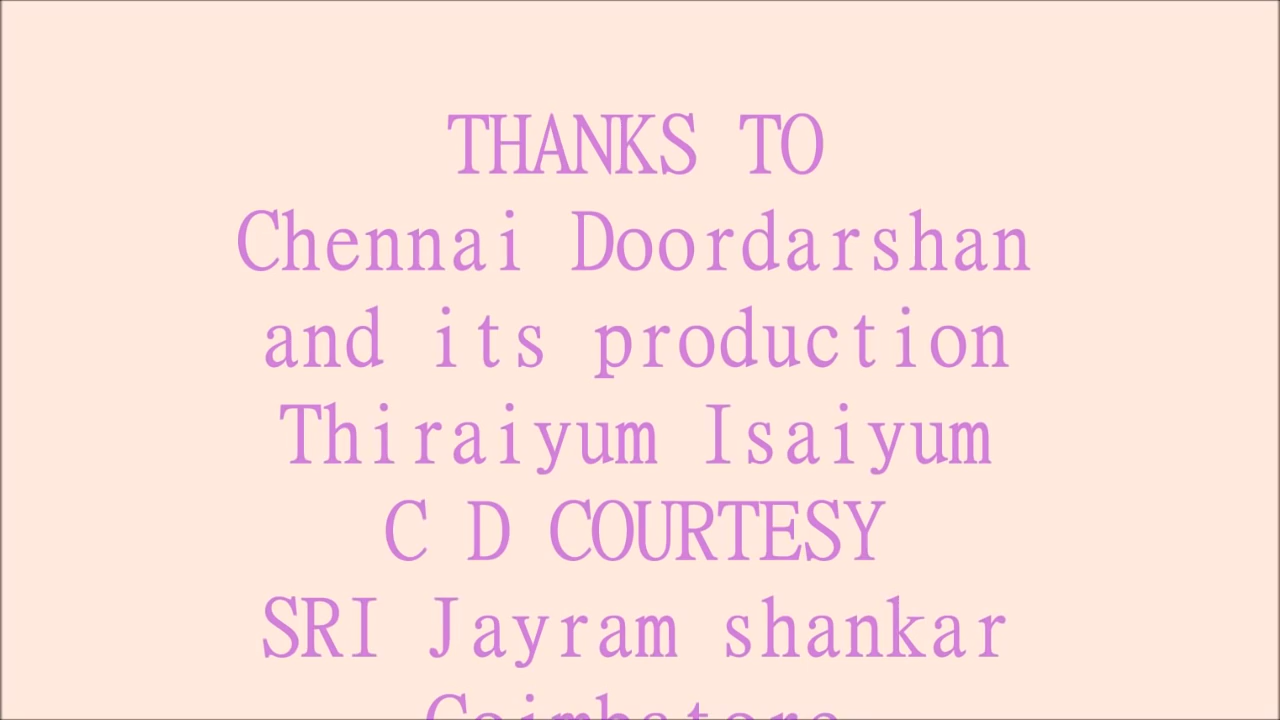 THANKS TO
Chennai Doordarshan
and its production
Thiraiyum Isaiyum
C D COURTESY
SRI Jayram shankar
Coimbatore